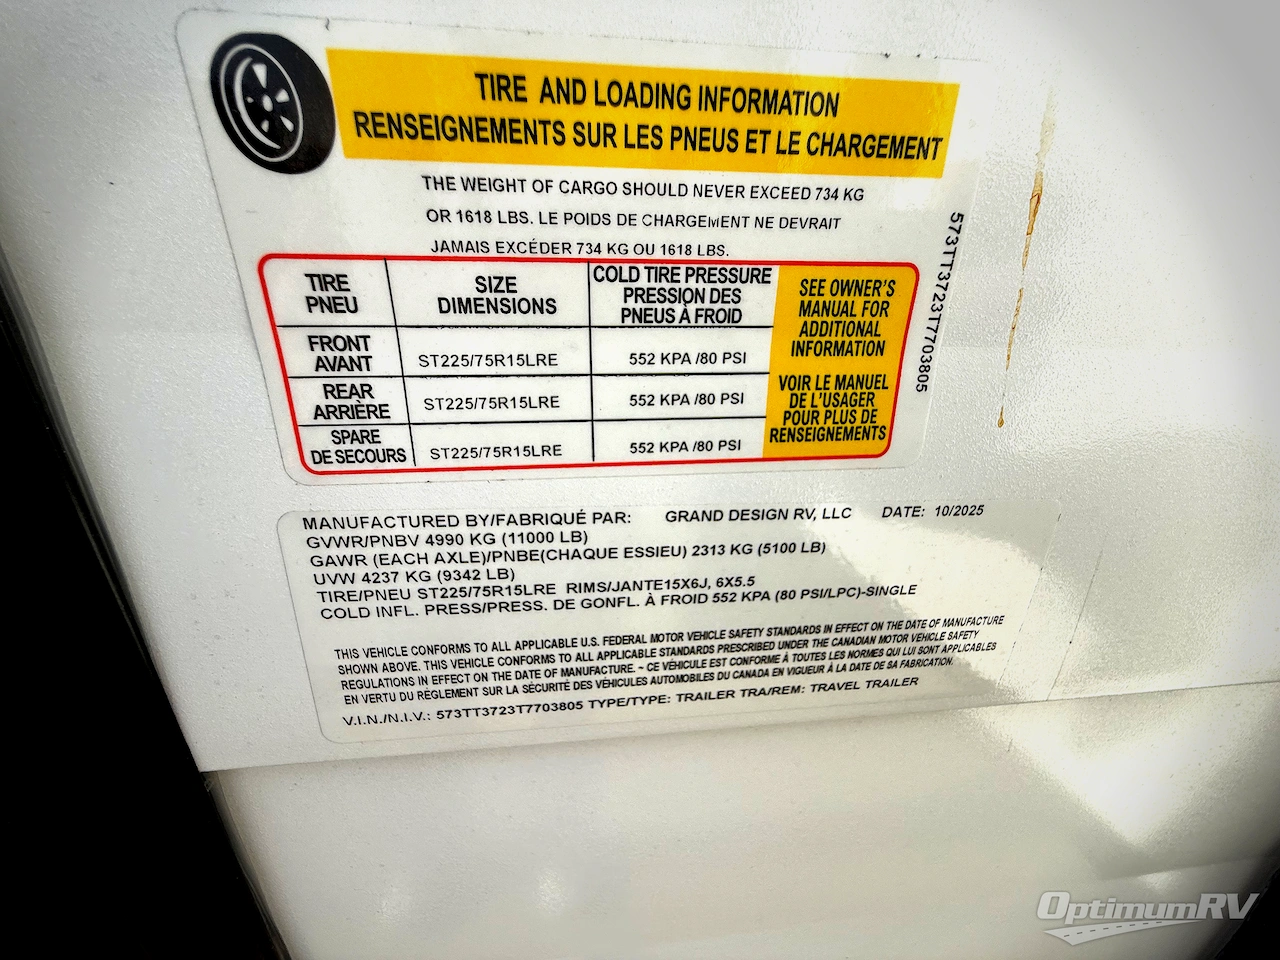 TIRE AND LOADING INFORMATION
RENSEIGNEMENTS SUR LES PNEUS ET LE CHARGEMENT
THE WEIGHT OF CARGO SHOULD NEVER EXCEED 734 KG
OR 1618 LBS. LE POIDS DE CHARGEMENT NE DEVRAIT
JAMAIS EXCÉDER 734 KG OU 1618 LBS.
TIRE
PNEU
SIZE
DIMENSIONS
COLD TIRE PRESSURE
PRESSION DES
PNEUS À FROID
FRONT
AVANT
ST225/75R15LRE
552 KPA /80 PSI
REAR
ARRIÈRE
ST225/75R15LRE
552 KPA /80 PSI
SPARE
DE SECOURS
ST225/75R15LRE
552 KPA /80 PSI
SEE OWNER'S
MANUAL FOR
ADDITIONAL
INFORMATION
VOIR LE MANUEL
DE L'USAGER
POUR PLUS DE
RENSEIGNEMENTS
573TT3723T7703805
MANUFACTURED BY/FABRIQUÉ PAR: GRAND DESIGN RV, LLC DATE: 10/2025
GVWR/PNBV 4990 KG (11000 LB)
GAWR (EACH AXLE)/PNBE(CHAQUE ESSIEU) 2313 KG (5100 LB)
UVW 4237 KG (9342 LB)
TIRE/PNEU ST225/75R15LRE RIMS/JANTE15X6J, 6X5.5
COLD INFL. PRESS/PRESS. DE GONFL. À FROID 552 KPA (80 PSI/LPC)-SINGLE
THIS VEHICLE CONFORMS TO ALL APPLICABLE U.S. FEDERAL MOTOR VEHICLE SAFETY STANDARDS IN EFFECT ON THE DATE OF MANUFACTURE
SHOWN ABOVE. THIS VEHICLE CONFORMS TO ALL APPLICABLE STANDARDS PRESCRIBED UNDER THE CANADIAN MOTOR VEHICLE SAFETY
REGULATIONS IN EFFECT ON THE DATE OF MANUFACTURE. ~ CE VÉHICULE EST CONFORME À TOUTES LES NORMES QUI LUI SONT APPLICABLES
EN VERTU DU RÈGLEMENT SUR LA SÉCURITÉ DES VÉHICULES AUTOMOBILES DU CANADA EN VIGUEUR À LA DATE DE SA FABRICATION.
V.I.N./N.I.V.: 573TT3723T7703805 TYPE/TYPE: TRAILER TRA/REM: TRAVEL TRAILER
OptimumRV